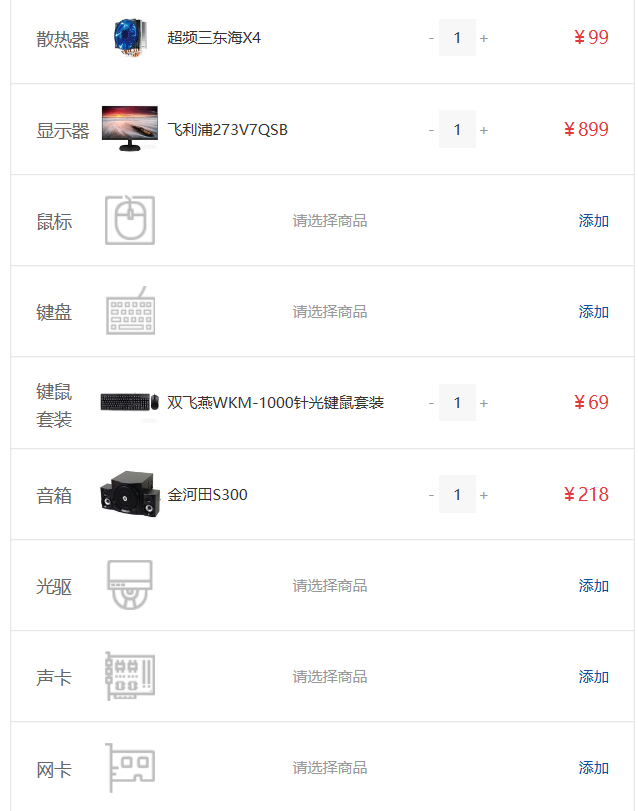 散热器 超频三东海X4 - 1 + ￥99
显示器 飞利浦273V7QSB - 1 + ￥899
鼠标 请选择商品 添加
键盘 请选择商品 添加
键鼠
套装 双飞燕WKM-1000针光键鼠套装 - 1 + ￥69
音箱 金河田S300 - 1 + ￥218
光驱 请选择商品 添加
声卡 请选择商品 添加
网卡 请选择商品 添加